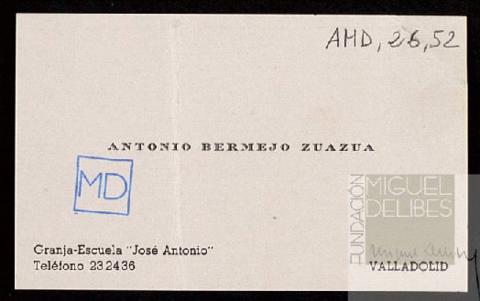 AMD, 26, 52
ANTONIO BERMEJO ZUAZUA
MD
FUNDACIÓN
MIGUEL
DELIBES
Granja-Escuela "José Antonio"
Teléfono 232436
VALLADOLID